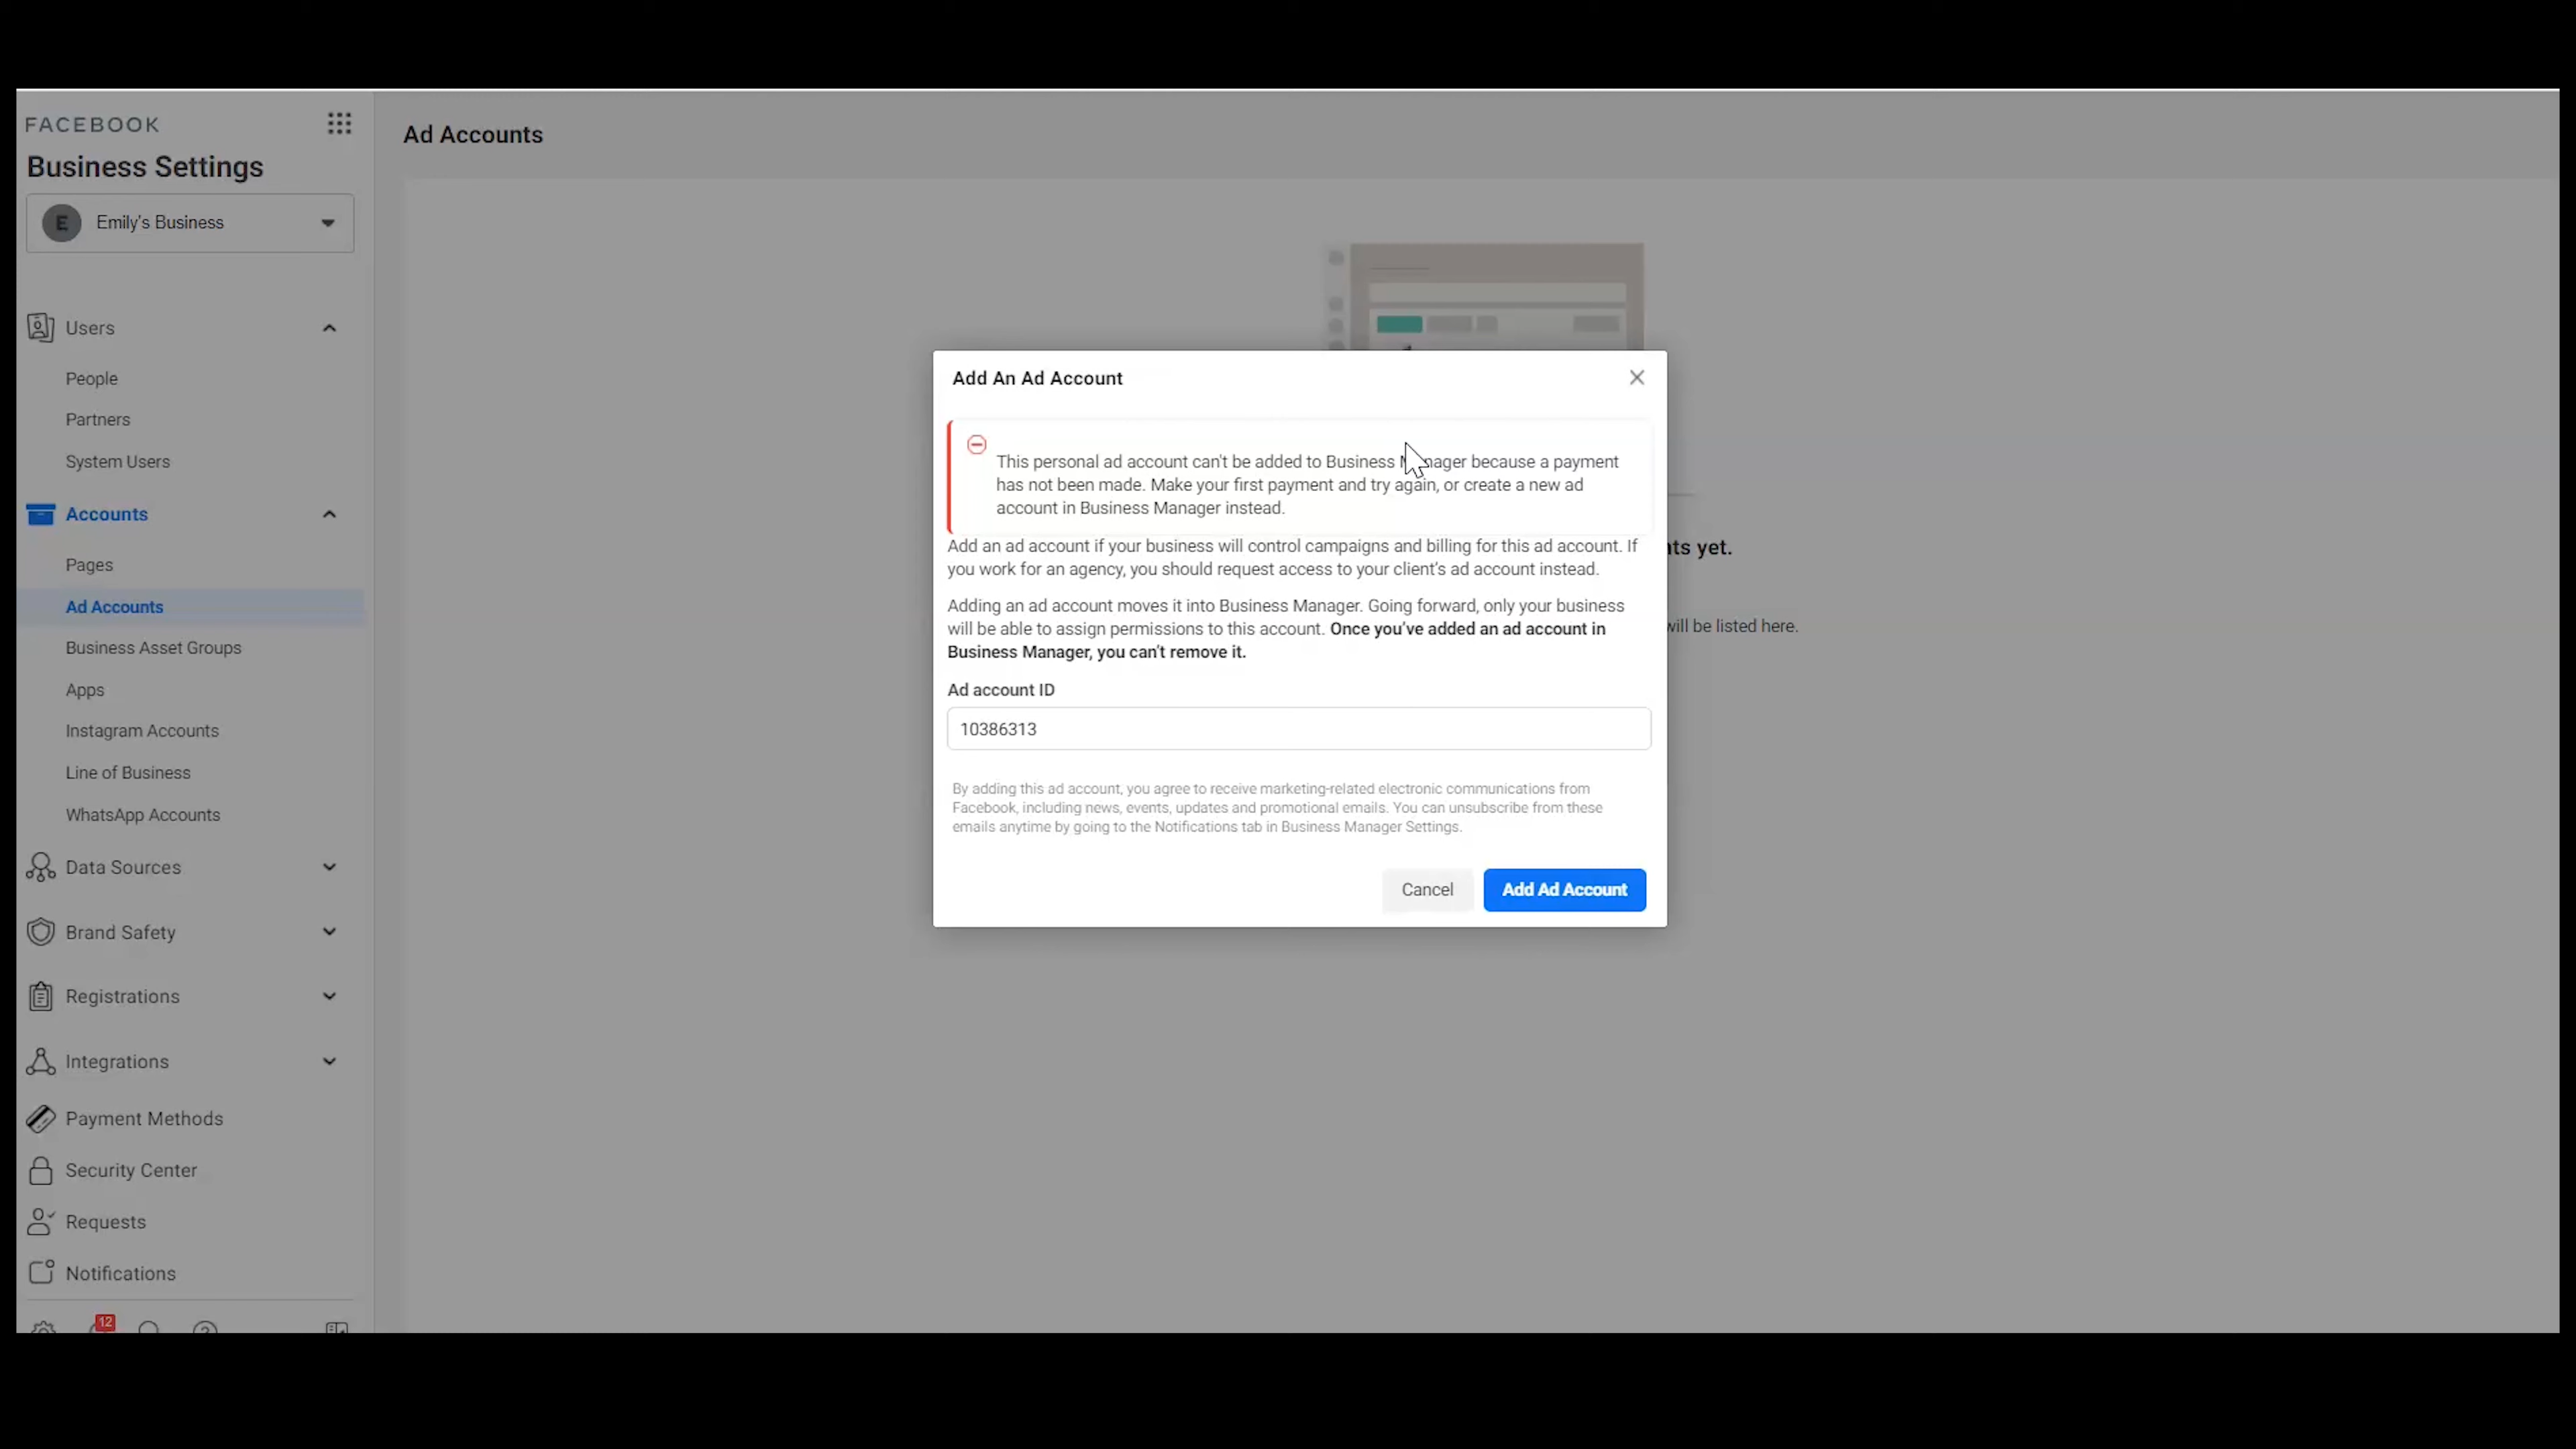 FACEBOOK
Business Settings
E
Emily's Business
Users
People
Partners
System Users
Accounts
Pages
Ad Accounts
Business Asset Groups
Apps
Instagram Accounts
Line of Business
WhatsApp Accounts
Data Sources
Brand Safety
Registrations
Integrations
Payment Methods
Security Center
Requests
Notifications
12
Ad Accounts
yet.
will be listed here.
Add An Ad Account
This personal ad account can't be added to Business Manager because a payment
has not been made. Make your first payment and try again, or create a new ad
account in Business Manager instead.
Add an ad account if your business will control campaigns and billing for this ad account. If
you work for an agency, you should request access to your client's ad account instead.
Adding an ad account moves it into Business Manager. Going forward, only your business
will be able to assign permissions to this account. Once you've added an ad account in
Business Manager, you can't remove it.
Ad account ID
10386313
By adding this ad account, you agree to receive marketing-related electronic communications from
Facebook, including news, events, updates and promotional emails. You can unsubscribe from these
emails anytime by going to the Notifications tab in Business Manager Settings.
Cancel
Add Ad Account